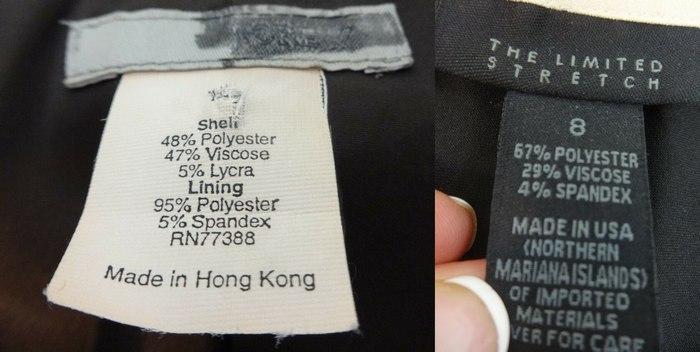 Shell
48% Polyester
47% Viscose
5% Lycra
Lining
95% Polyester
5% Spandex
RN77388
Made in Hong Kong
THE LIMITED
STRETCH
8
67% POLYESTER
29% VISCOSE
4% SPANDEX
MADE IN USA
(NORTHERN
MARIANA ISLANDS)
OF IMPORTED
MATERIALS
FOR CARE